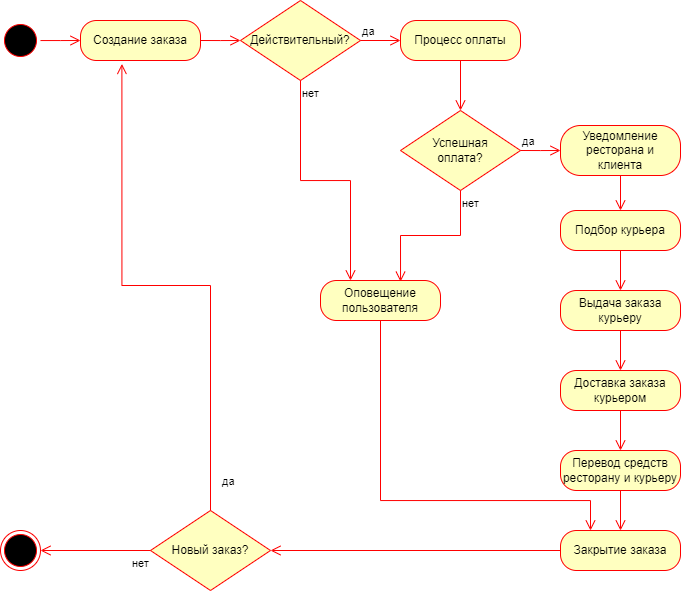 Создание заказа
Действительный?
да
Процесс оплаты
нет
Успешная
оплата?
да
Уведомление
ресторана и
клиента
нет
Подбор курьера
Оповещение
пользователя
Выдача заказа
курьеру
Доставка заказа
курьером
Перевод средств
ресторану и курьеру
да
Новый заказ?
Закрытие заказа
нет